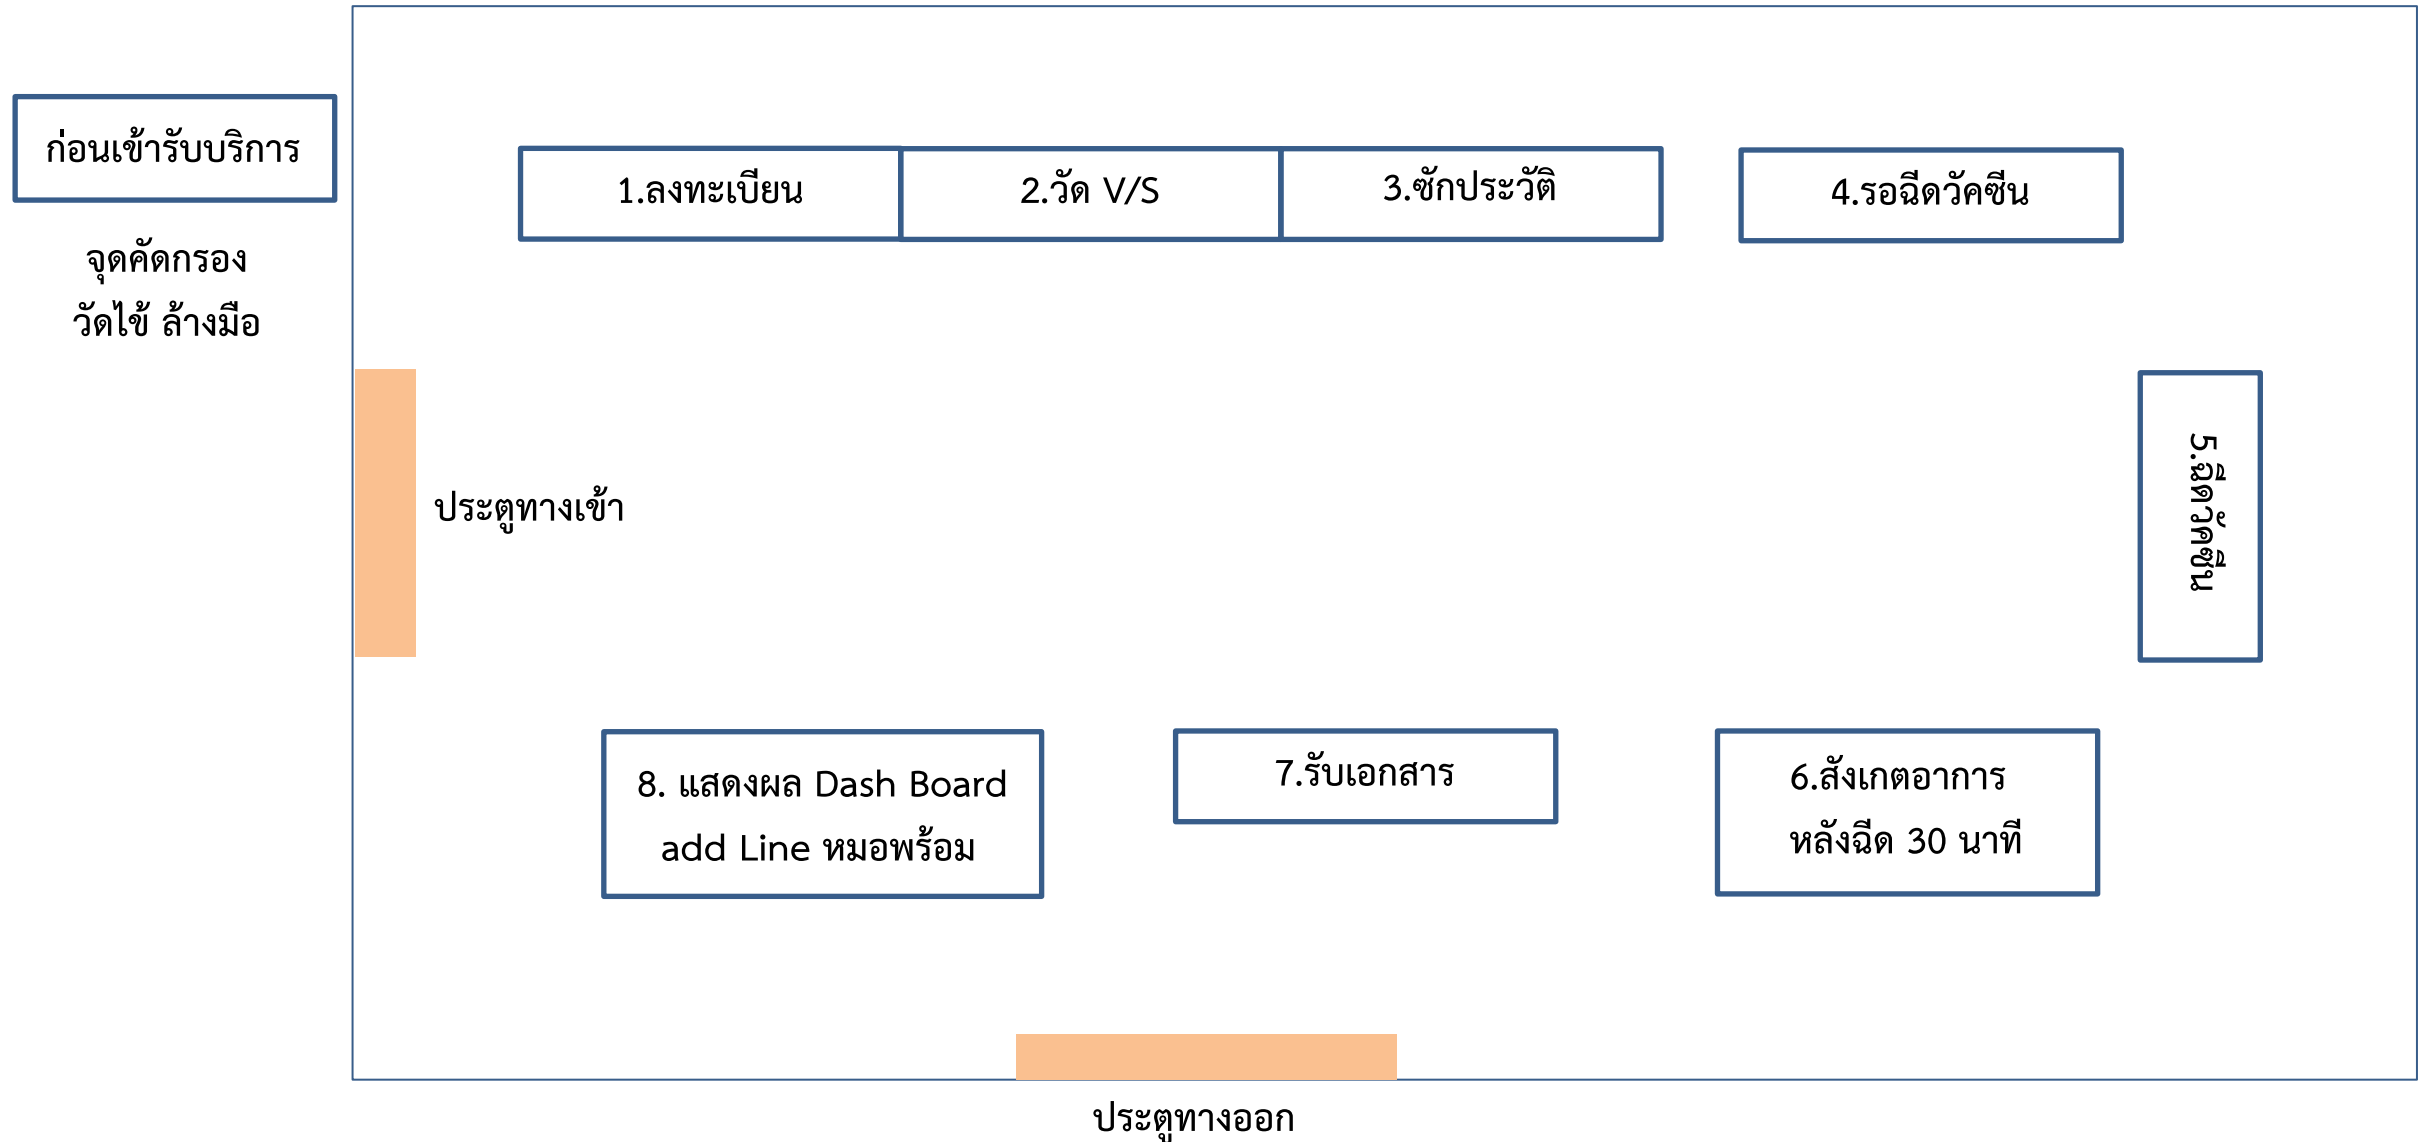 ก่อนเข้ารับบริการ
จุดคัดกรอง
วัดไข้ ล้างมือ
1.ลงทะเบียน
2.วัด V/S
3.ซักประวัติ
4.รอฉีดวัคซีน
5.ฉีดวัคซีน
ประตูทางเข้า
8. แสดงผล Dash Board
add Line หมอพร้อม
7.รับเอกสาร
6.สังเกตอาการ
หลังฉีด 30 นาที
ประตูทางออก